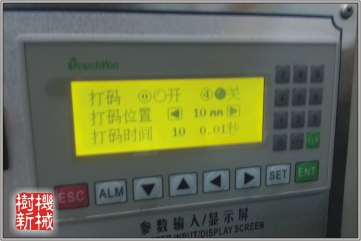 TouchWin
打码 ⓪○开 ④●关
打码位置 ◀ 10 mm ▶
打码时间 10 0.01秒
CLR
ESC ALM ▼ ▲ ◀ ▶ SET ENT
参数输入/显示屏
INPUT/DISPLAY SCREEN
樹機
新械